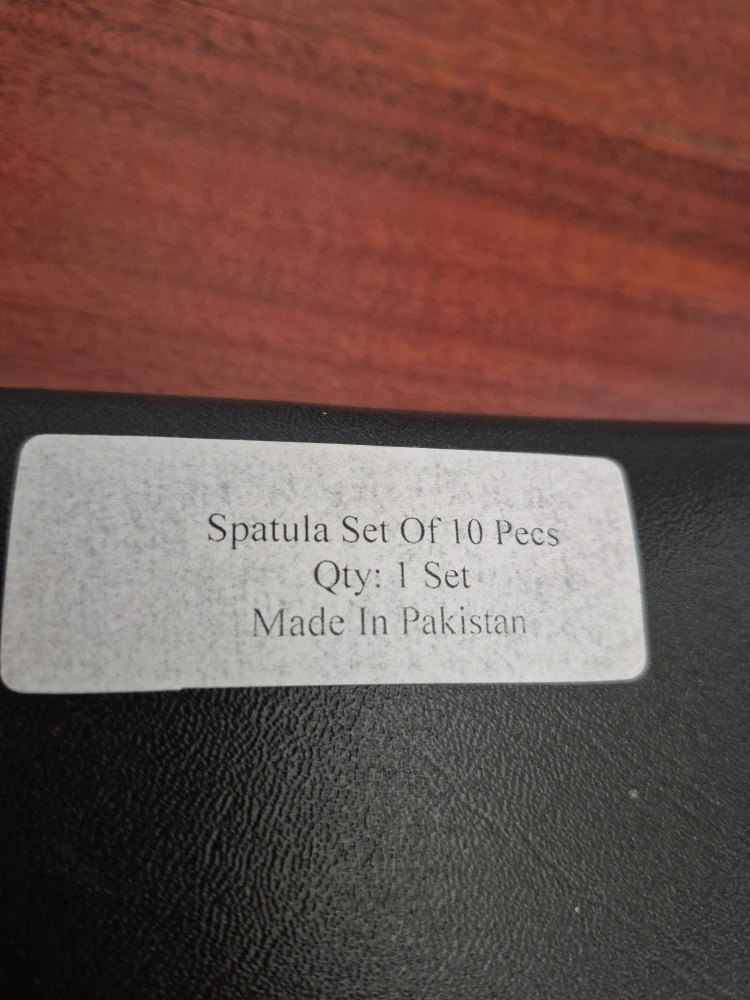 Spatula Set Of 10 Pecs
Qty: 1 Set
Made In Pakistan